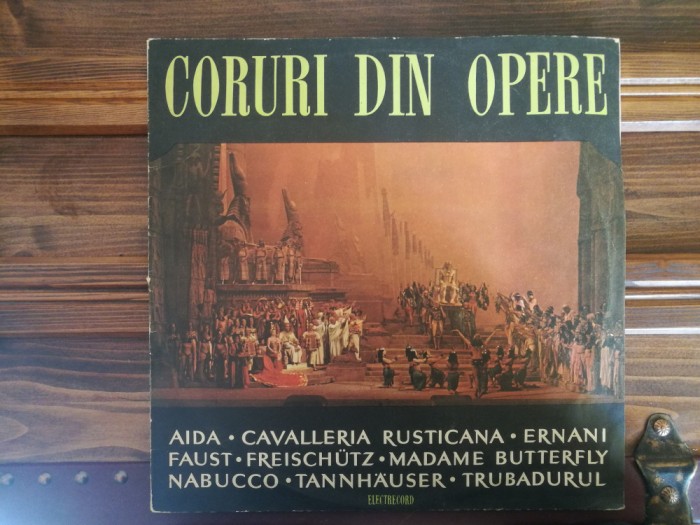 CORURI DIN OPERE
AIDA • CAVALLERIA RUSTICANA • ERNANI
FAUST • FREISCHÜTZ • MADAME BUTTERFLY
NABUCCO • TANNHÄUSER • TRUBADURUL
ELECTRECORD